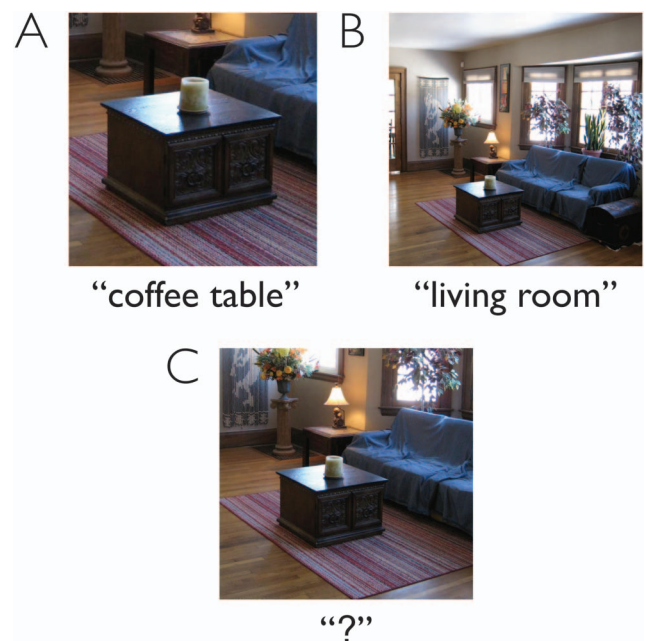 A
B
“coffee table”
“living room”
C
“?”